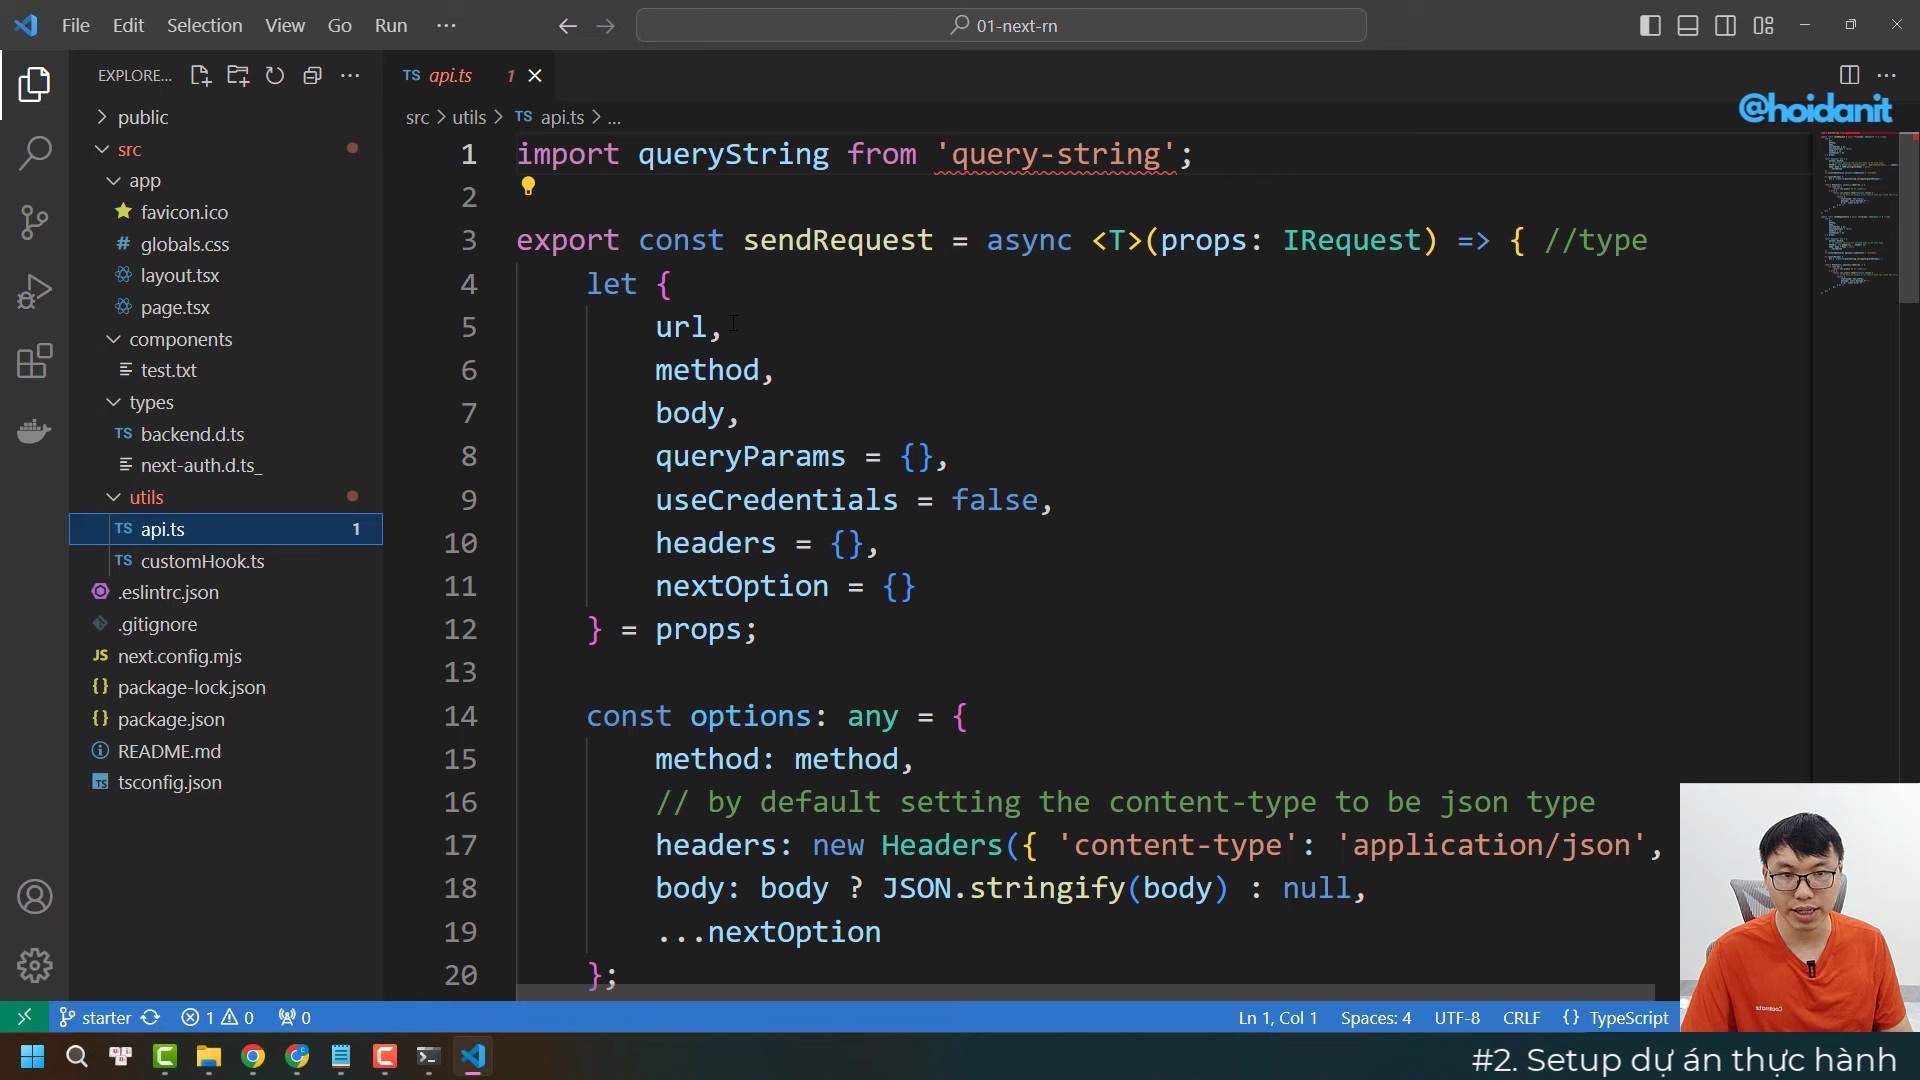 File Edit Selection View Go Run ···
01-next-rn
EXPLORE...
TS api.ts 1
@hoidanit
src > utils > TS api.ts > ...
public
src
app
favicon.ico
# globals.css
layout.tsx
page.tsx
components
test.txt
types
TS backend.d.ts
next-auth.d.ts_
utils
TS api.ts 1
TS customHook.ts
.eslintrc.json
.gitignore
JS next.config.mjs
{} package-lock.json
{} package.json
README.md
TS tsconfig.json
1 import queryString from 'query-string';
2
3 export const sendRequest = async <T>(props: IRequest) => { //type
4 let {
5 url,
6 method,
7 body,
8 queryParams = {},
9 useCredentials = false,
10 headers = {},
11 nextOption = {}
12 } = props;
13
14 const options: any = {
15 method: method,
16 // by default setting the content-type to be json type
17 headers: new Headers({ 'content-type': 'application/json',
18 body: body ? JSON.stringify(body) : null,
19 ...nextOption
20 };
starter 1 0 0
Ln 1, Col 1 Spaces: 4 UTF-8 CRLF {} TypeScript
#2. Setup dự án thực hành